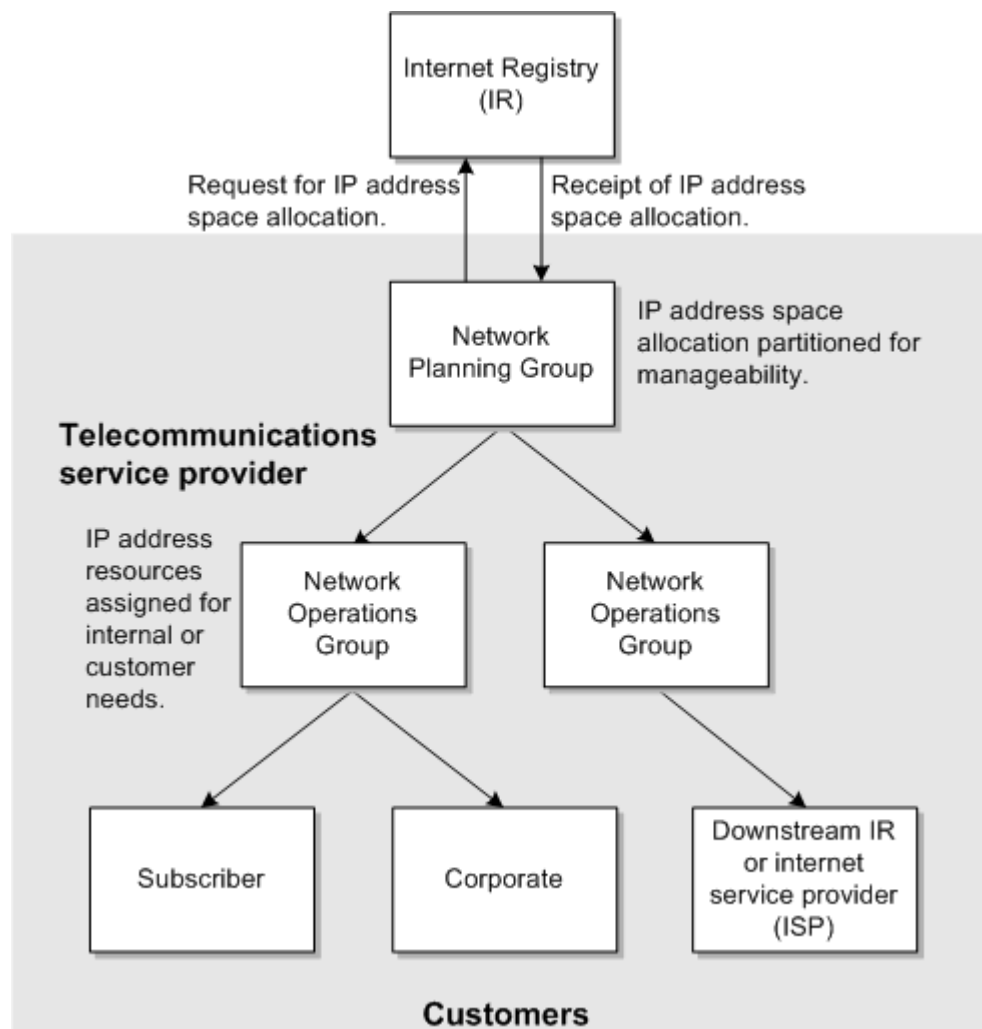 Internet Registry
(IR)
Request for IP address
space allocation.
Receipt of IP address
space allocation.
Network
Planning Group
IP address space
allocation partitioned for
manageability.
Telecommunications
service provider
IP address
resources
assigned for
internal or
customer
needs.
Network
Operations
Group
Network
Operations
Group
Subscriber
Corporate
Downstream IR
or internet
service provider
(ISP)
Customers